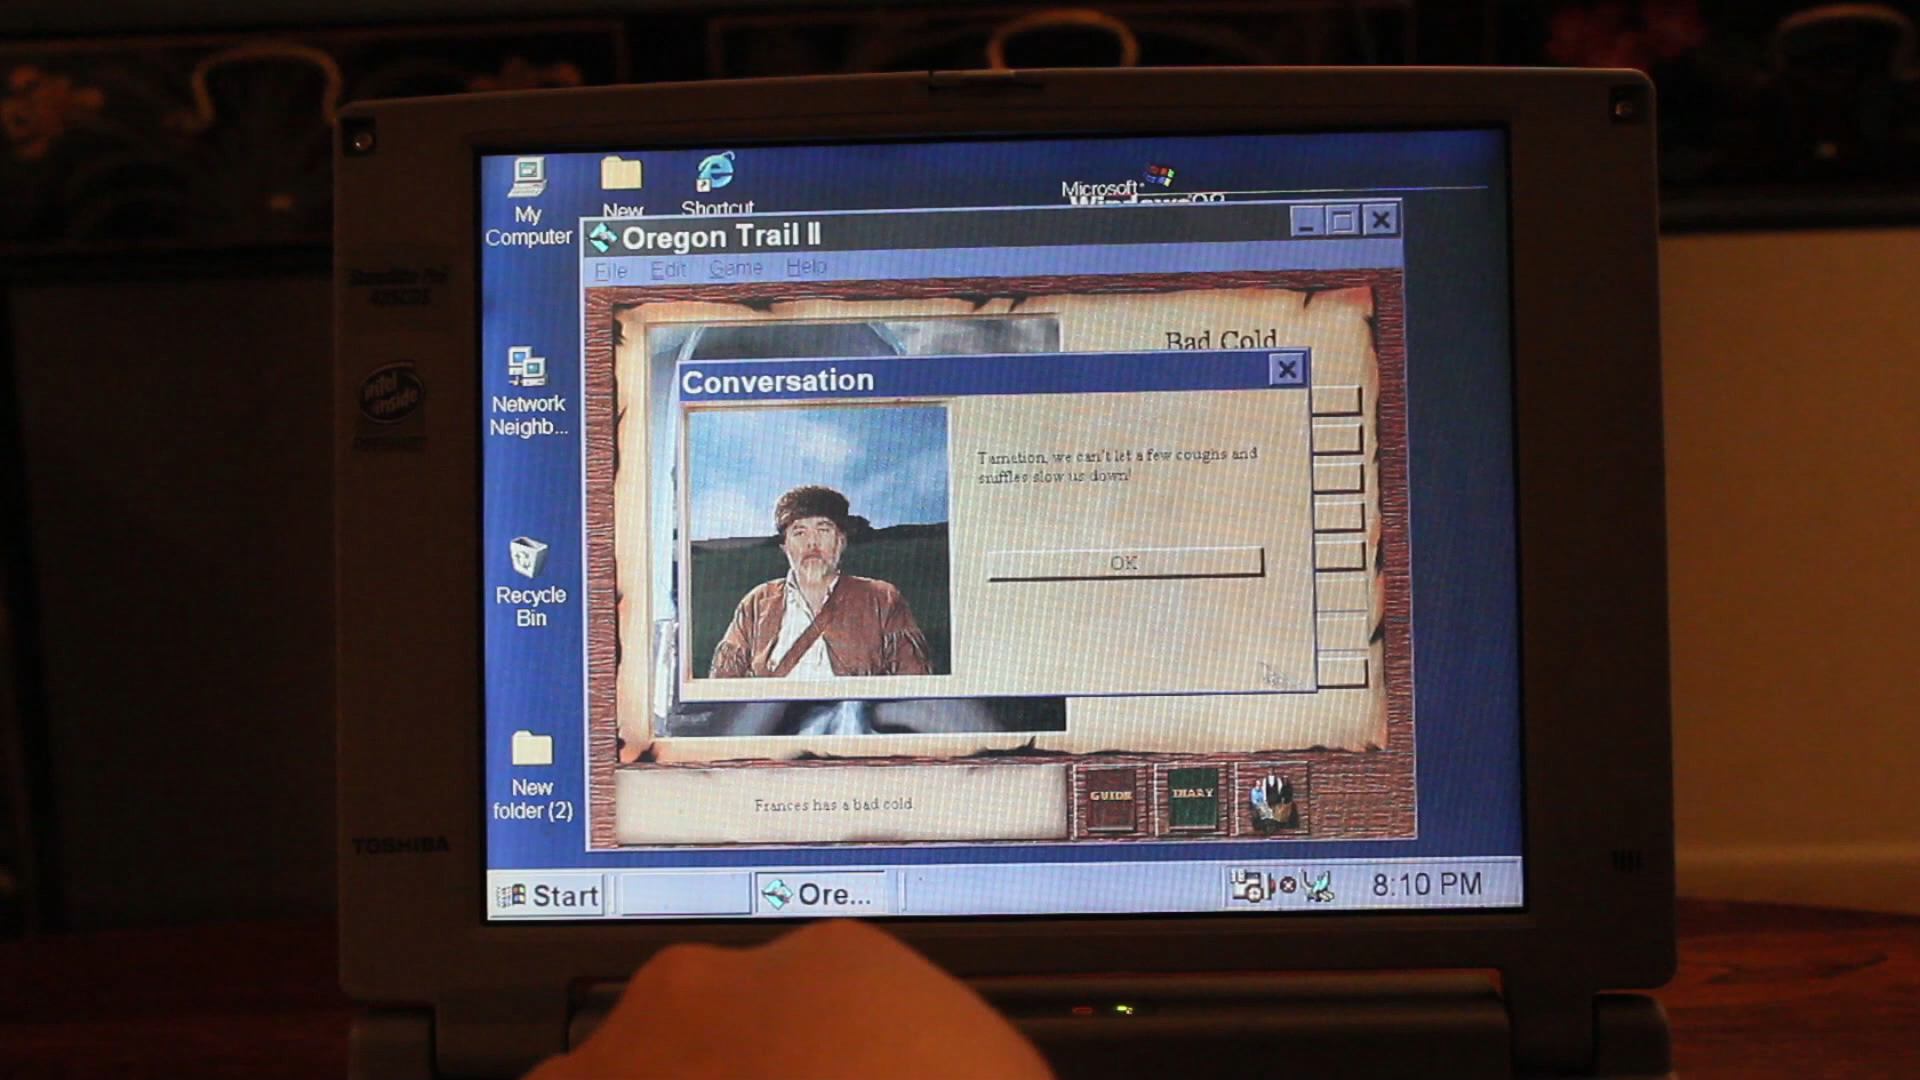 My
Computer
New
Shortcut
Microsoft
Oregon Trail II
File Edit Game Help
Bad Cold
Conversation
Tarnation, we can't let a few coughs and
sniffles slow us down!
OK
Network
Neighb...
Recycle
Bin
New
folder (2)
Frances has a bad cold.
GUIDE
DIARY
intel
inside
TOSHIBA
Start
Ore...
8:10 PM